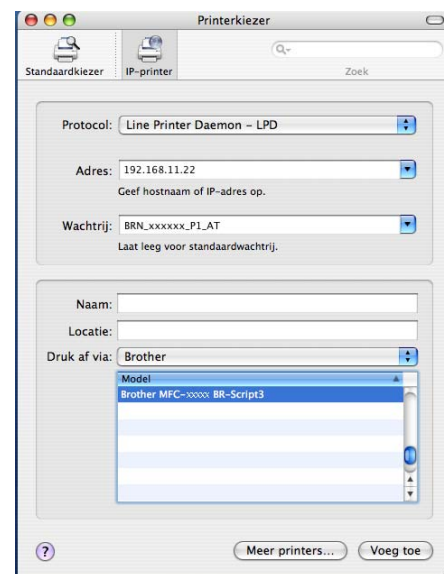 Printerkiezer
Standaardkiezer
IP-printer
Zoek
Protocol: Line Printer Daemon – LPD
Adres: 192.168.11.22
Geef hostnaam of IP-adres op.
Wachtrij: BRN_xxxxxx_P1_AT
Laat leeg voor standaardwachtrij.
Naam:
Locatie:
Druk af via: Brother
Model
Brother MFC-xxxxx BR-Script3
? Meer printers... Voeg toe